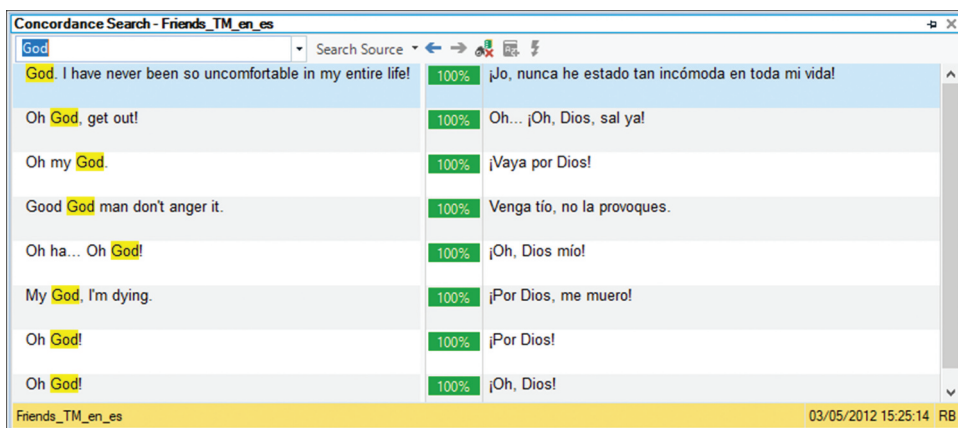 Concordance Search - Friends_TM_en_es
God Search Source
God. I have never been so uncomfortable in my entire life! 100% ¡Jo, nunca he estado tan incómoda en toda mi vida!
Oh God, get out! 100% Oh... ¡Oh, Dios, sal ya!
Oh my God. 100% ¡Vaya por Dios!
Good God man don't anger it. 100% Venga tío, no la provoques.
Oh ha... Oh God! 100% ¡Oh, Dios mío!
My God, I'm dying. 100% ¡Por Dios, me muero!
Oh God! 100% ¡Por Dios!
Oh God! 100% ¡Oh, Dios!
Friends_TM_en_es 03/05/2012 15:25:14 RB